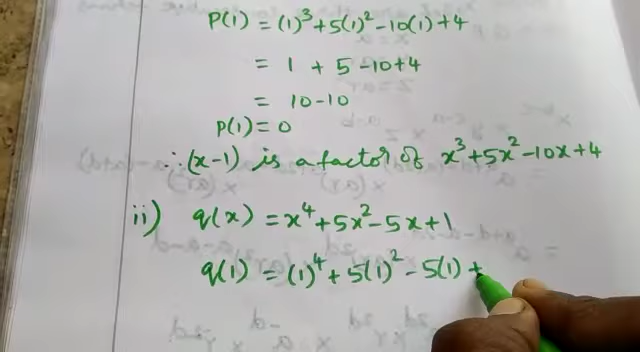 P(1) = (1)³+5(1)²-10(1)+4
= 1 + 5-10+4
= 10-10
P(1)=0
∴(x-1) is a factor of x³+5x²-10x+4
ii) q(x) = x⁴+5x²-5x+1
q(1) = (1)⁴+5(1)²-5(1)+